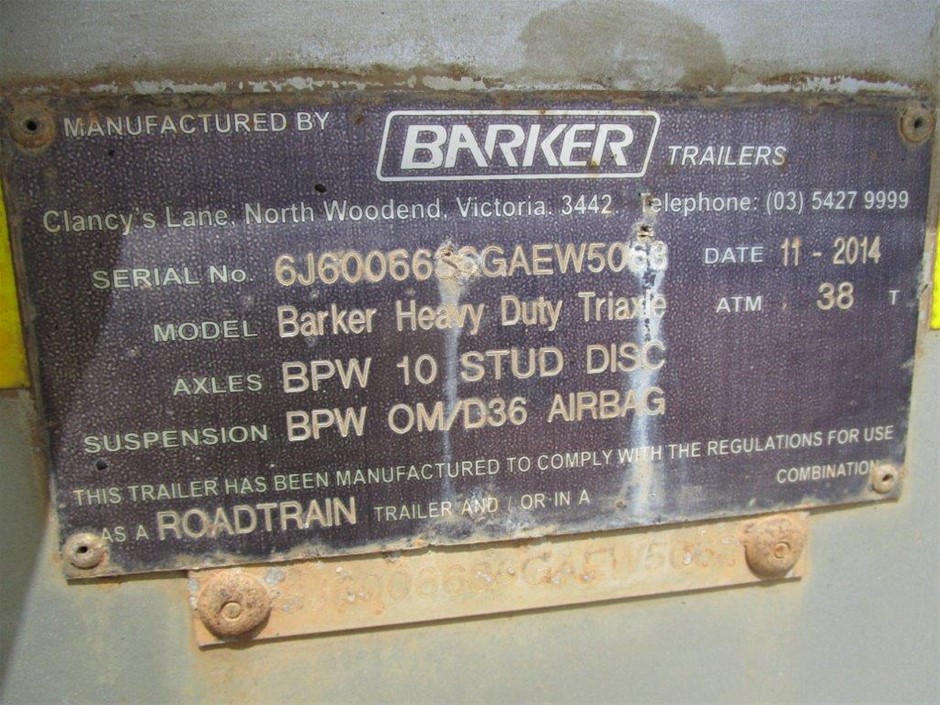 MANUFACTURED BY BARKER TRAILERS
Clancy's Lane, North Woodend, Victoria. 3442. Telephone: (03) 5427 9999
SERIAL No. DATE 11 - 2014
MODEL Barker Heavy Duty Triaxle ATM 38 T
AXLES BPW 10 STUD DISC
SUSPENSION BPW OM/D36 AIRBAG
THIS TRAILER HAS BEEN MANUFACTURED TO COMPLY WITH THE REGULATIONS FOR USE
AS A ROADTRAIN TRAILER AND / OR IN A COMBINATION